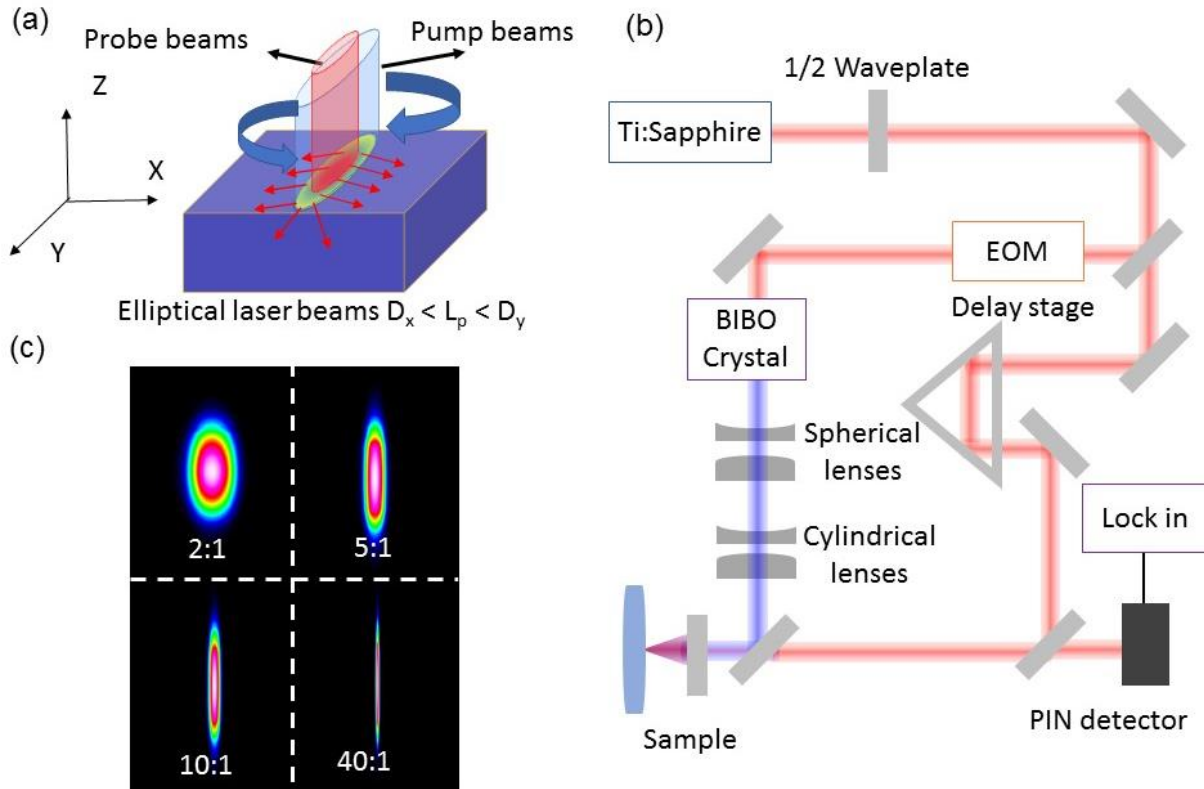 (a)
Probe beams
Pump beams
Z
X
Y
Elliptical laser beams Dx < Lp < Dy
(b)
1/2 Waveplate
Ti:Sapphire
EOM
Delay stage
BIBO
Crystal
Spherical
lenses
Cylindrical
lenses
Lock in
Sample
PIN detector
(c)
2:1
5:1
10:1
40:1